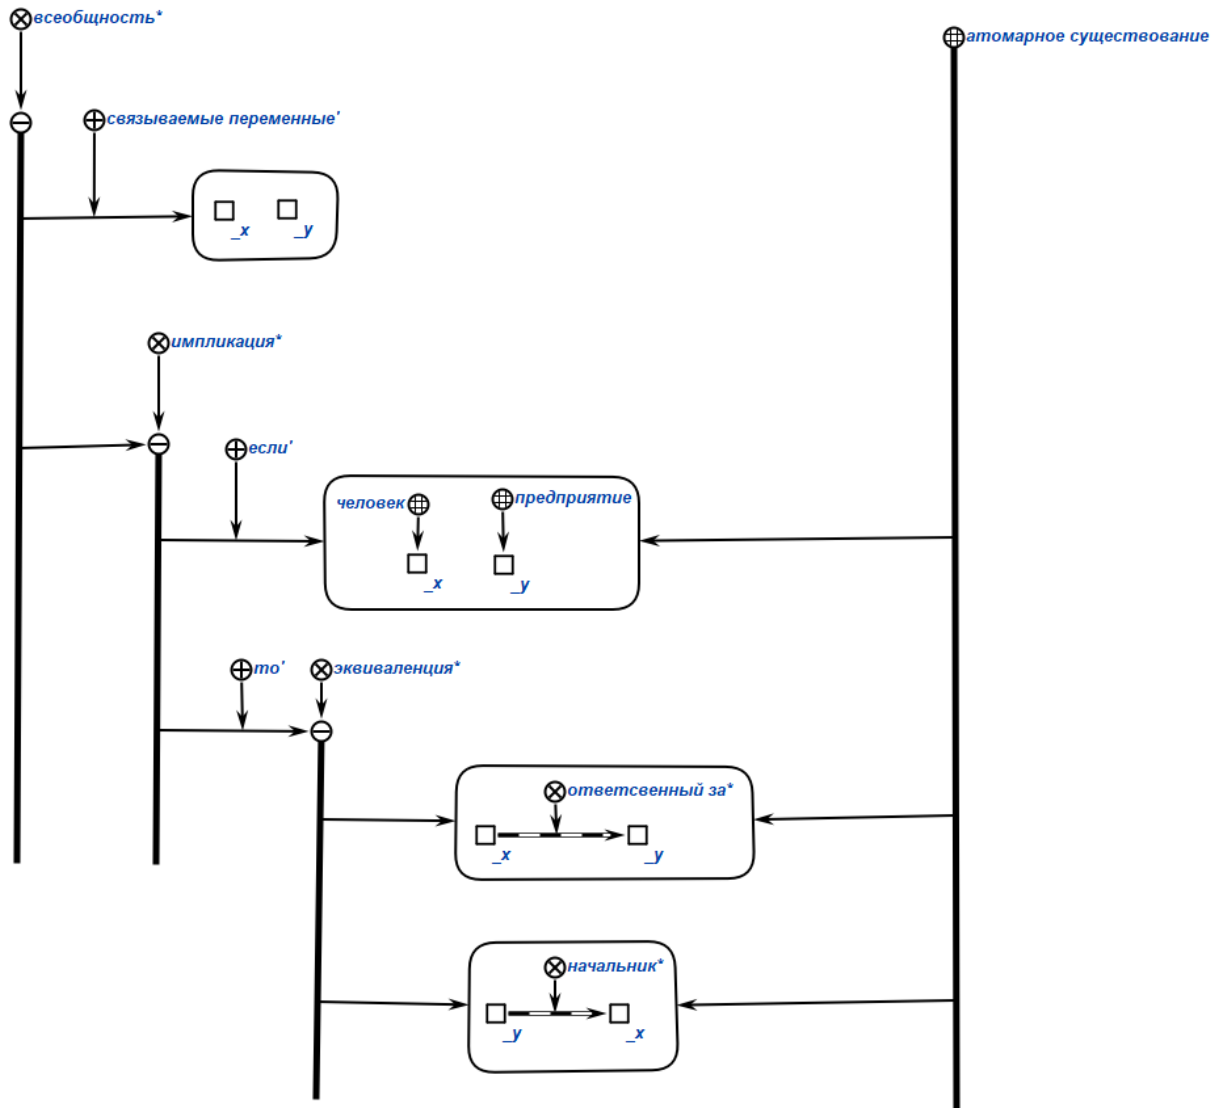 всеобщность*
атомарное существование
связываемые переменные'
_x
_y
импликация*
если'
человек
предприятие
_x
_y
то'
эквиваленция*
ответсвенный за*
_x
_y
начальник*
_y
_x